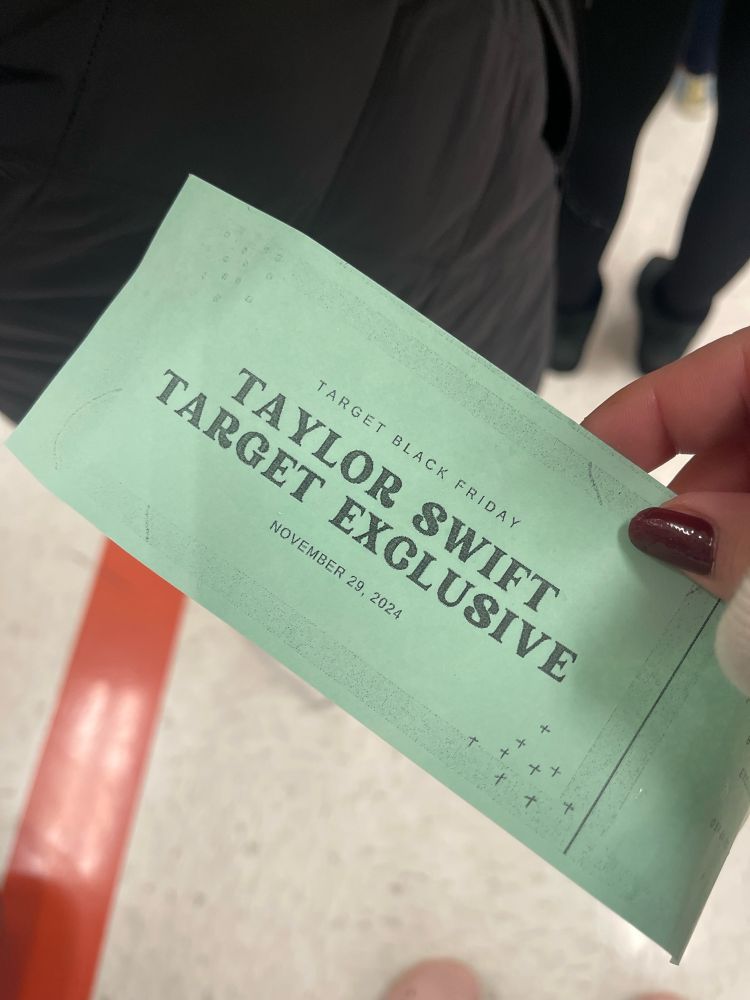 TARGET BLACK FRIDAY
TAYLOR SWIFT
TARGET EXCLUSIVE
NOVEMBER 29, 2024